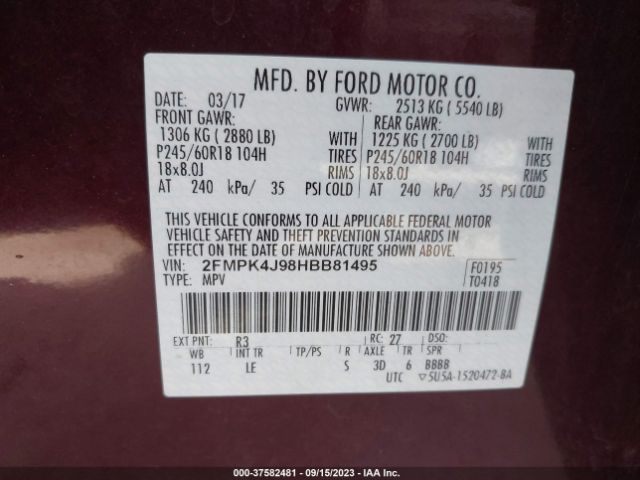 MFD. BY FORD MOTOR CO.
DATE: 03/17 GVWR: 2513 KG ( 5540 LB)
FRONT GAWR: REAR GAWR:
1306 KG ( 2880 LB) WITH 1225 KG ( 2700 LB) WITH
P245/60R18 104H TIRES P245/60R18 104H TIRES
18x8.0J RIMS 18x8.0J RIMS
AT 240 kPa/ 35 PSI COLD AT 240 kPa/ 35 PSI COLD
THIS VEHICLE CONFORMS TO ALL APPLICABLE FEDERAL MOTOR
VEHICLE SAFETY AND THEFT PREVENTION STANDARDS IN
EFFECT ON THE DATE OF MANUFACTURE SHOWN ABOVE.
VIN: 2FMPK4J98HBB81495 F0195
TYPE: MPV T0418
EXT PNT: R3 RC: 27 DSO:
WB INT TR TP/PS R AXLE TR SPR
112 LE S 3D 6 BBBB
UTC ▽5U5A-1520472-BA
000-37582481 - 09/15/2023 - IAA Inc.